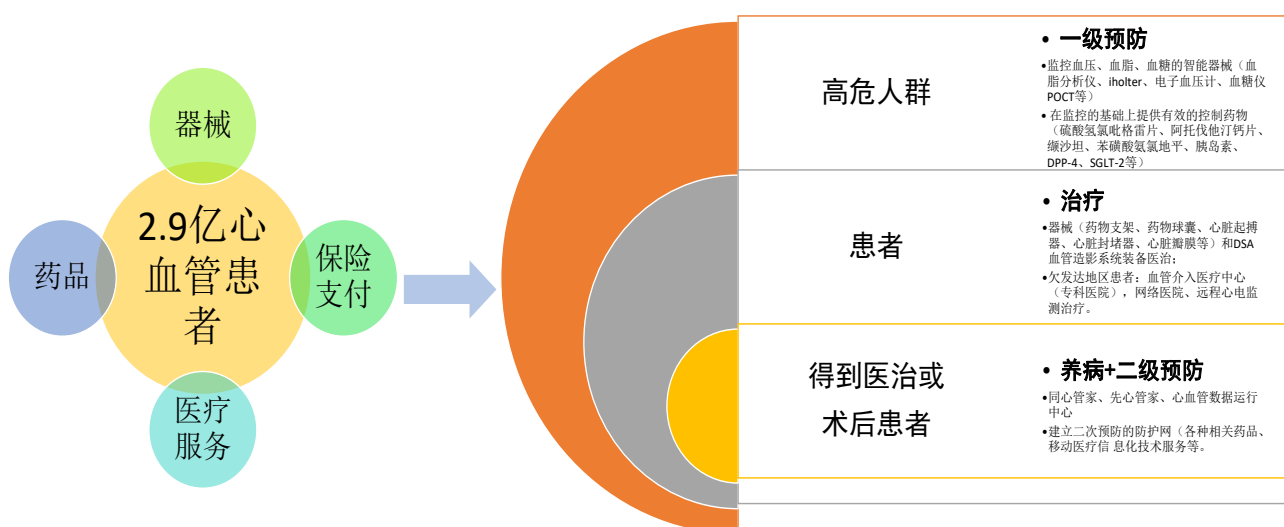 器械
药品
2.9亿心
血管患
者
保险
支付
医疗
服务
高危人群
• 一级预防
•监控血压、血脂、血糖的智能器械（血
脂分析仪、iholter、电子血压计、血糖仪
POCT等）
• 在监控的基础上提供有效的控制药物
（硫酸氢氯吡格雷片、阿托伐他汀钙片、
缬沙坦、苯磺酸氨氯地平、胰岛素、
DPP-4、SGLT-2等）
患者
• 治疗
•器械（药物支架、药物球囊、心脏起搏
器、心脏封堵器、心脏瓣膜等）和DSA
血管造影系统装备医治;
•欠发达地区患者：血管介入医疗中心
（专科医院），网络医院、远程心电监
测治疗。
得到医治或
术后患者
• 养病+二级预防
•同心管家、先心管家、心血管数据运行
中心
•建立二次预防的防护网（各种相关药品、
移动医疗信 息化技术服务等。